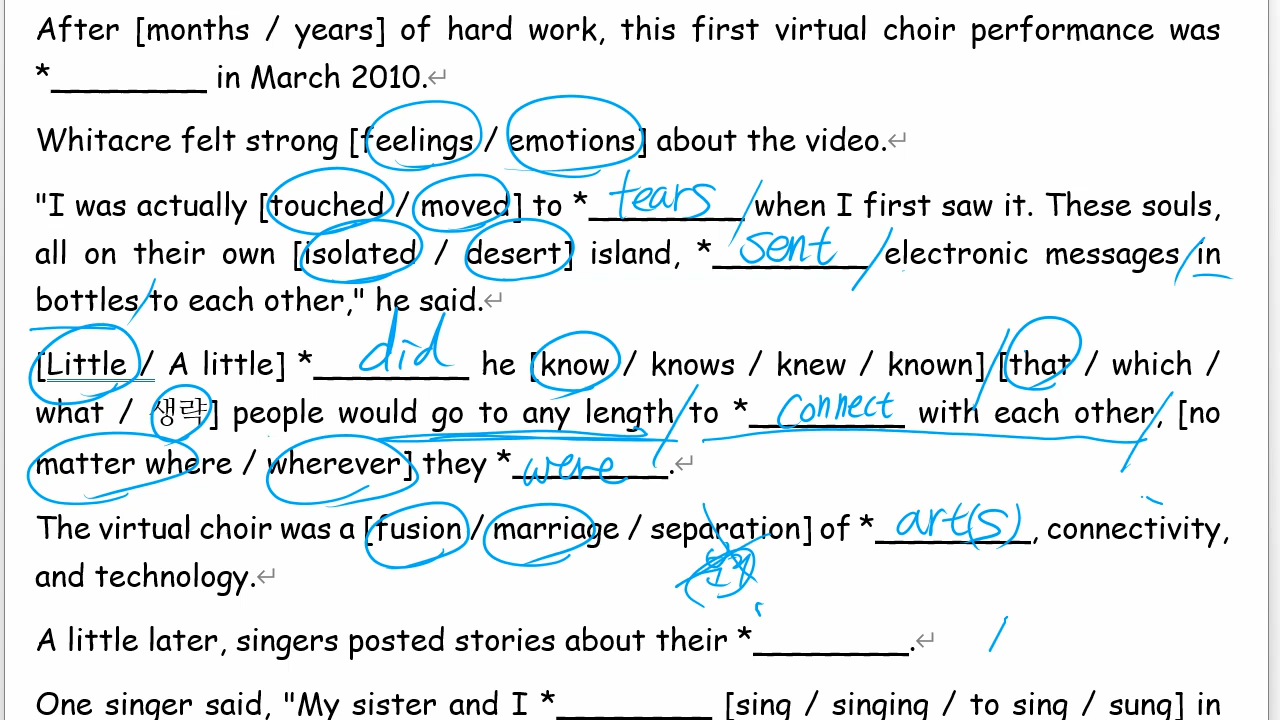 After [months / years] of hard work, this first virtual choir performance was
*__________ in March 2010.↵
Whitacre felt strong [feelings / emotions] about the video.↵
"I was actually [touched / moved] to * tears when I first saw it. These souls,
all on their own [isolated / desert] island, * sent electronic messages in
bottles to each other," he said.↵
[Little / A little] * did he [know / knows / knew / known] [that / which /
what / 생략] people would go to any length to * connect with each other, [no
matter where / wherever] they * were.↵
The virtual choir was a [fusion / marriage / separation] of * art(s), connectivity,
and technology.↵
A little later, singers posted stories about their *__________.↵
One singer said, "My sister and I *__________ [sing / singing / to sing / sung] in